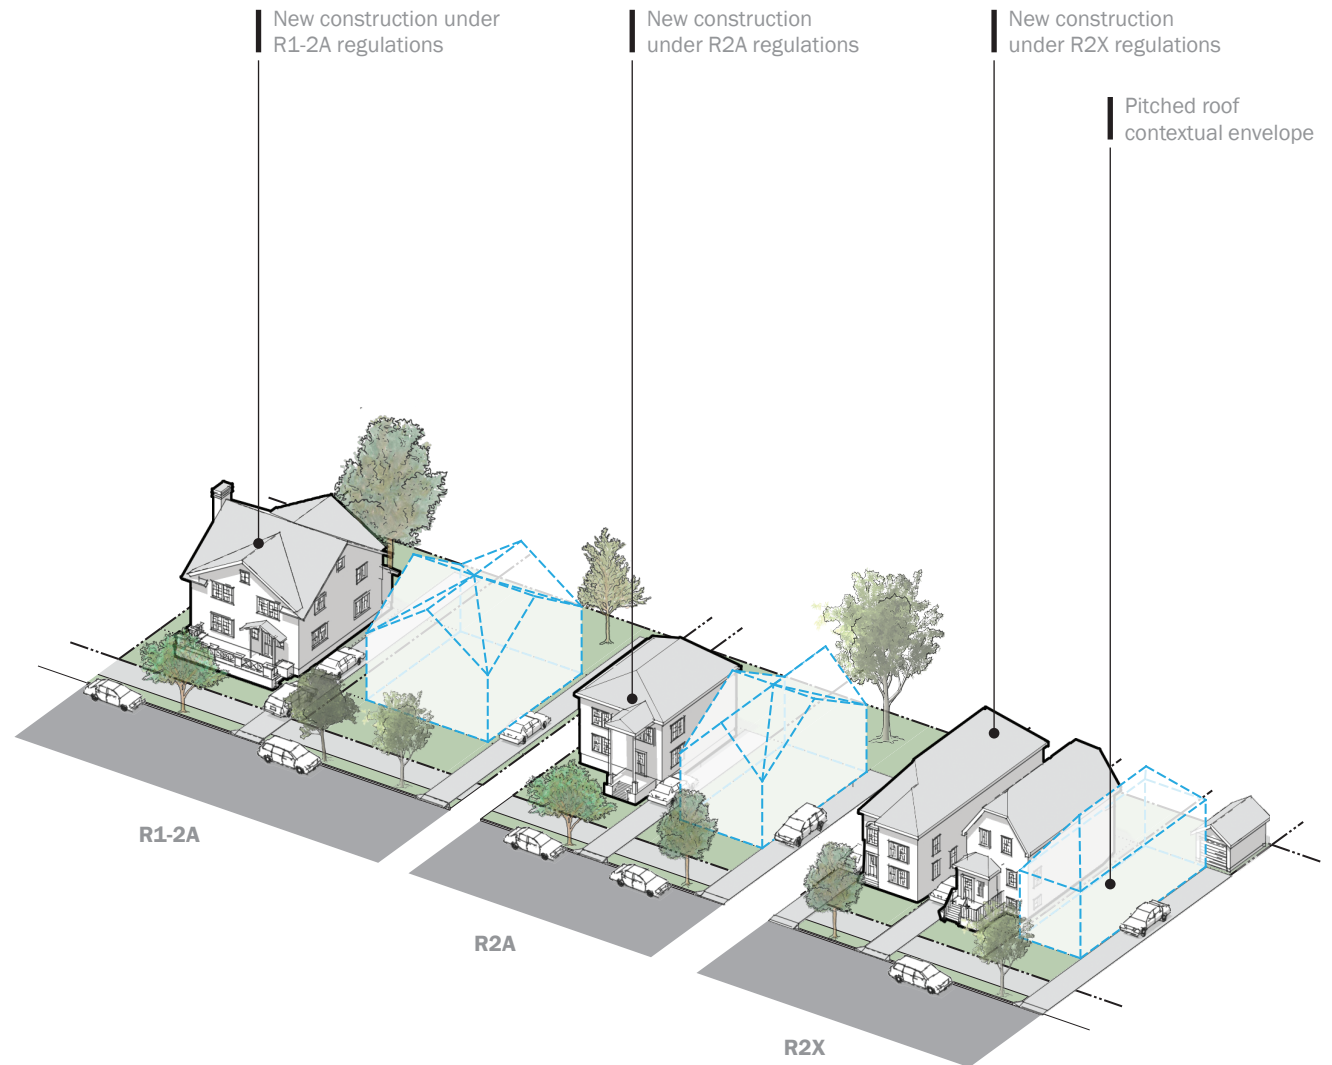 New construction under
R1-2A regulations
New construction
under R2A regulations
New construction
under R2X regulations
Pitched roof
contextual envelope
R1-2A
R2A
R2X